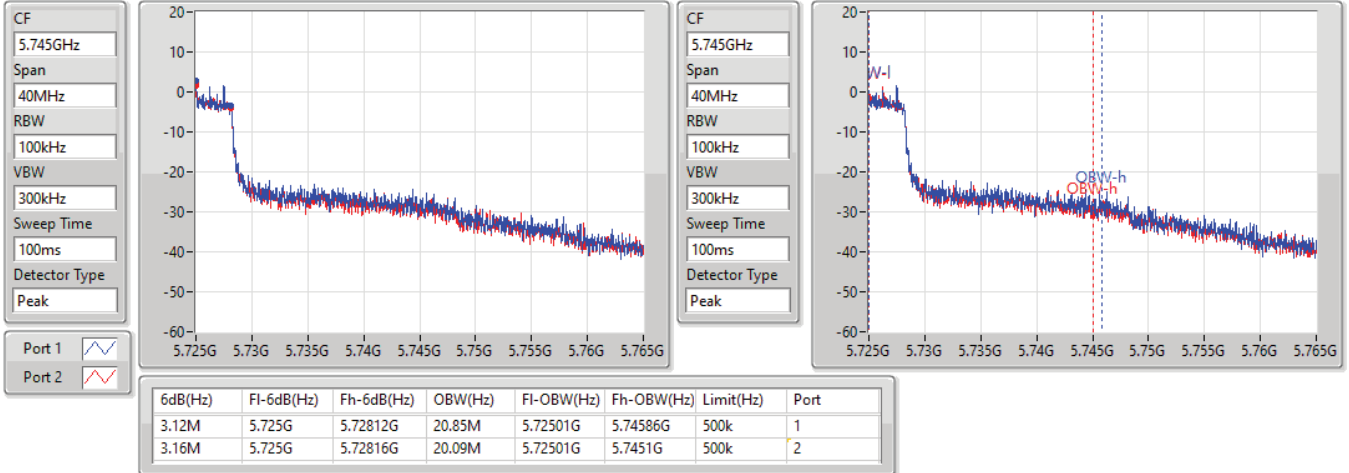 CF
5.745GHz
Span
40MHz
RBW
100kHz
VBW
300kHz
Sweep Time
100ms
Detector Type
Peak
20
10
0
-10
-20
-30
-40
-50
-60
5.725G 5.73G 5.735G 5.74G 5.745G 5.75G 5.755G 5.76G 5.765G
CF
5.745GHz
Span
40MHz
RBW
100kHz
VBW
300kHz
Sweep Time
100ms
Detector Type
Peak
20
10
0
-10
-20
-30
-40
-50
-60
W-l
OBW-h
OBW-h
5.725G 5.73G 5.735G 5.74G 5.745G 5.75G 5.755G 5.76G 5.765G
Port 1
Port 2
6dB(Hz) Fl-6dB(Hz) Fh-6dB(Hz) OBW(Hz) Fl-OBW(Hz) Fh-OBW(Hz) Limit(Hz) Port
3.12M 5.725G 5.72812G 20.85M 5.72501G 5.74586G 500k 1
3.16M 5.725G 5.72816G 20.09M 5.72501G 5.7451G 500k 2